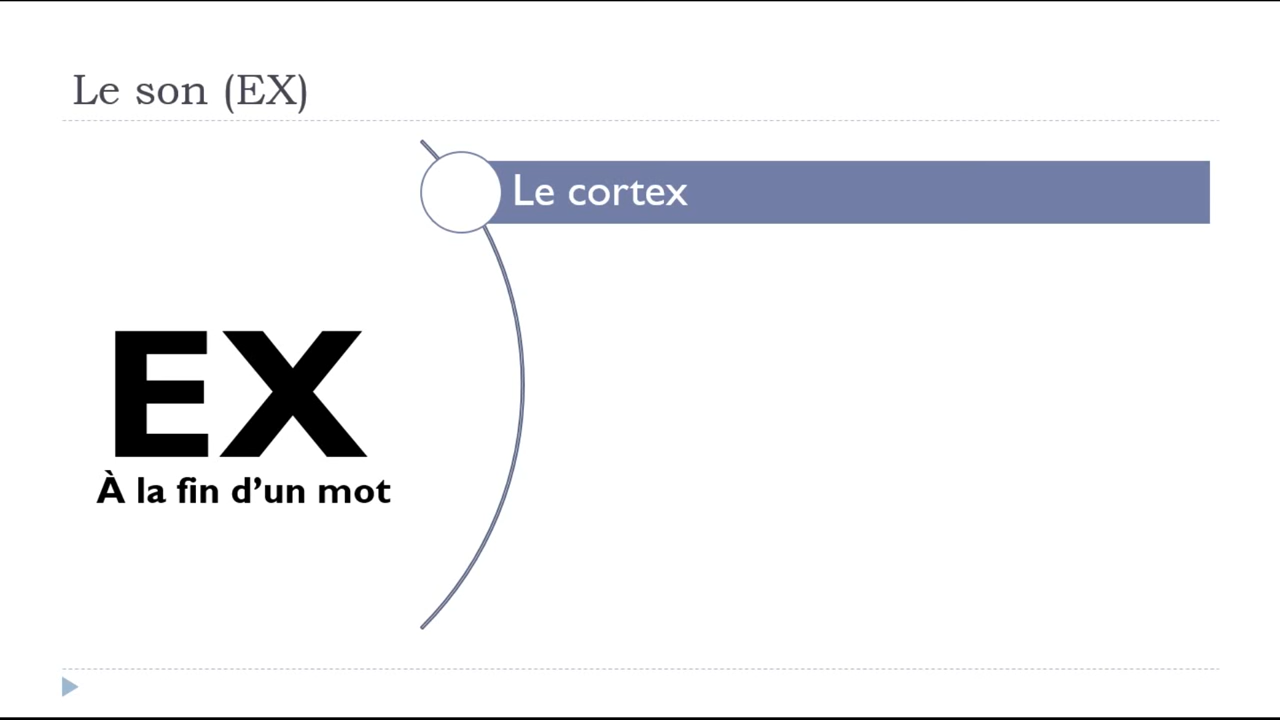 Le son (EX)
Le cortex
EX
À la fin d’un mot